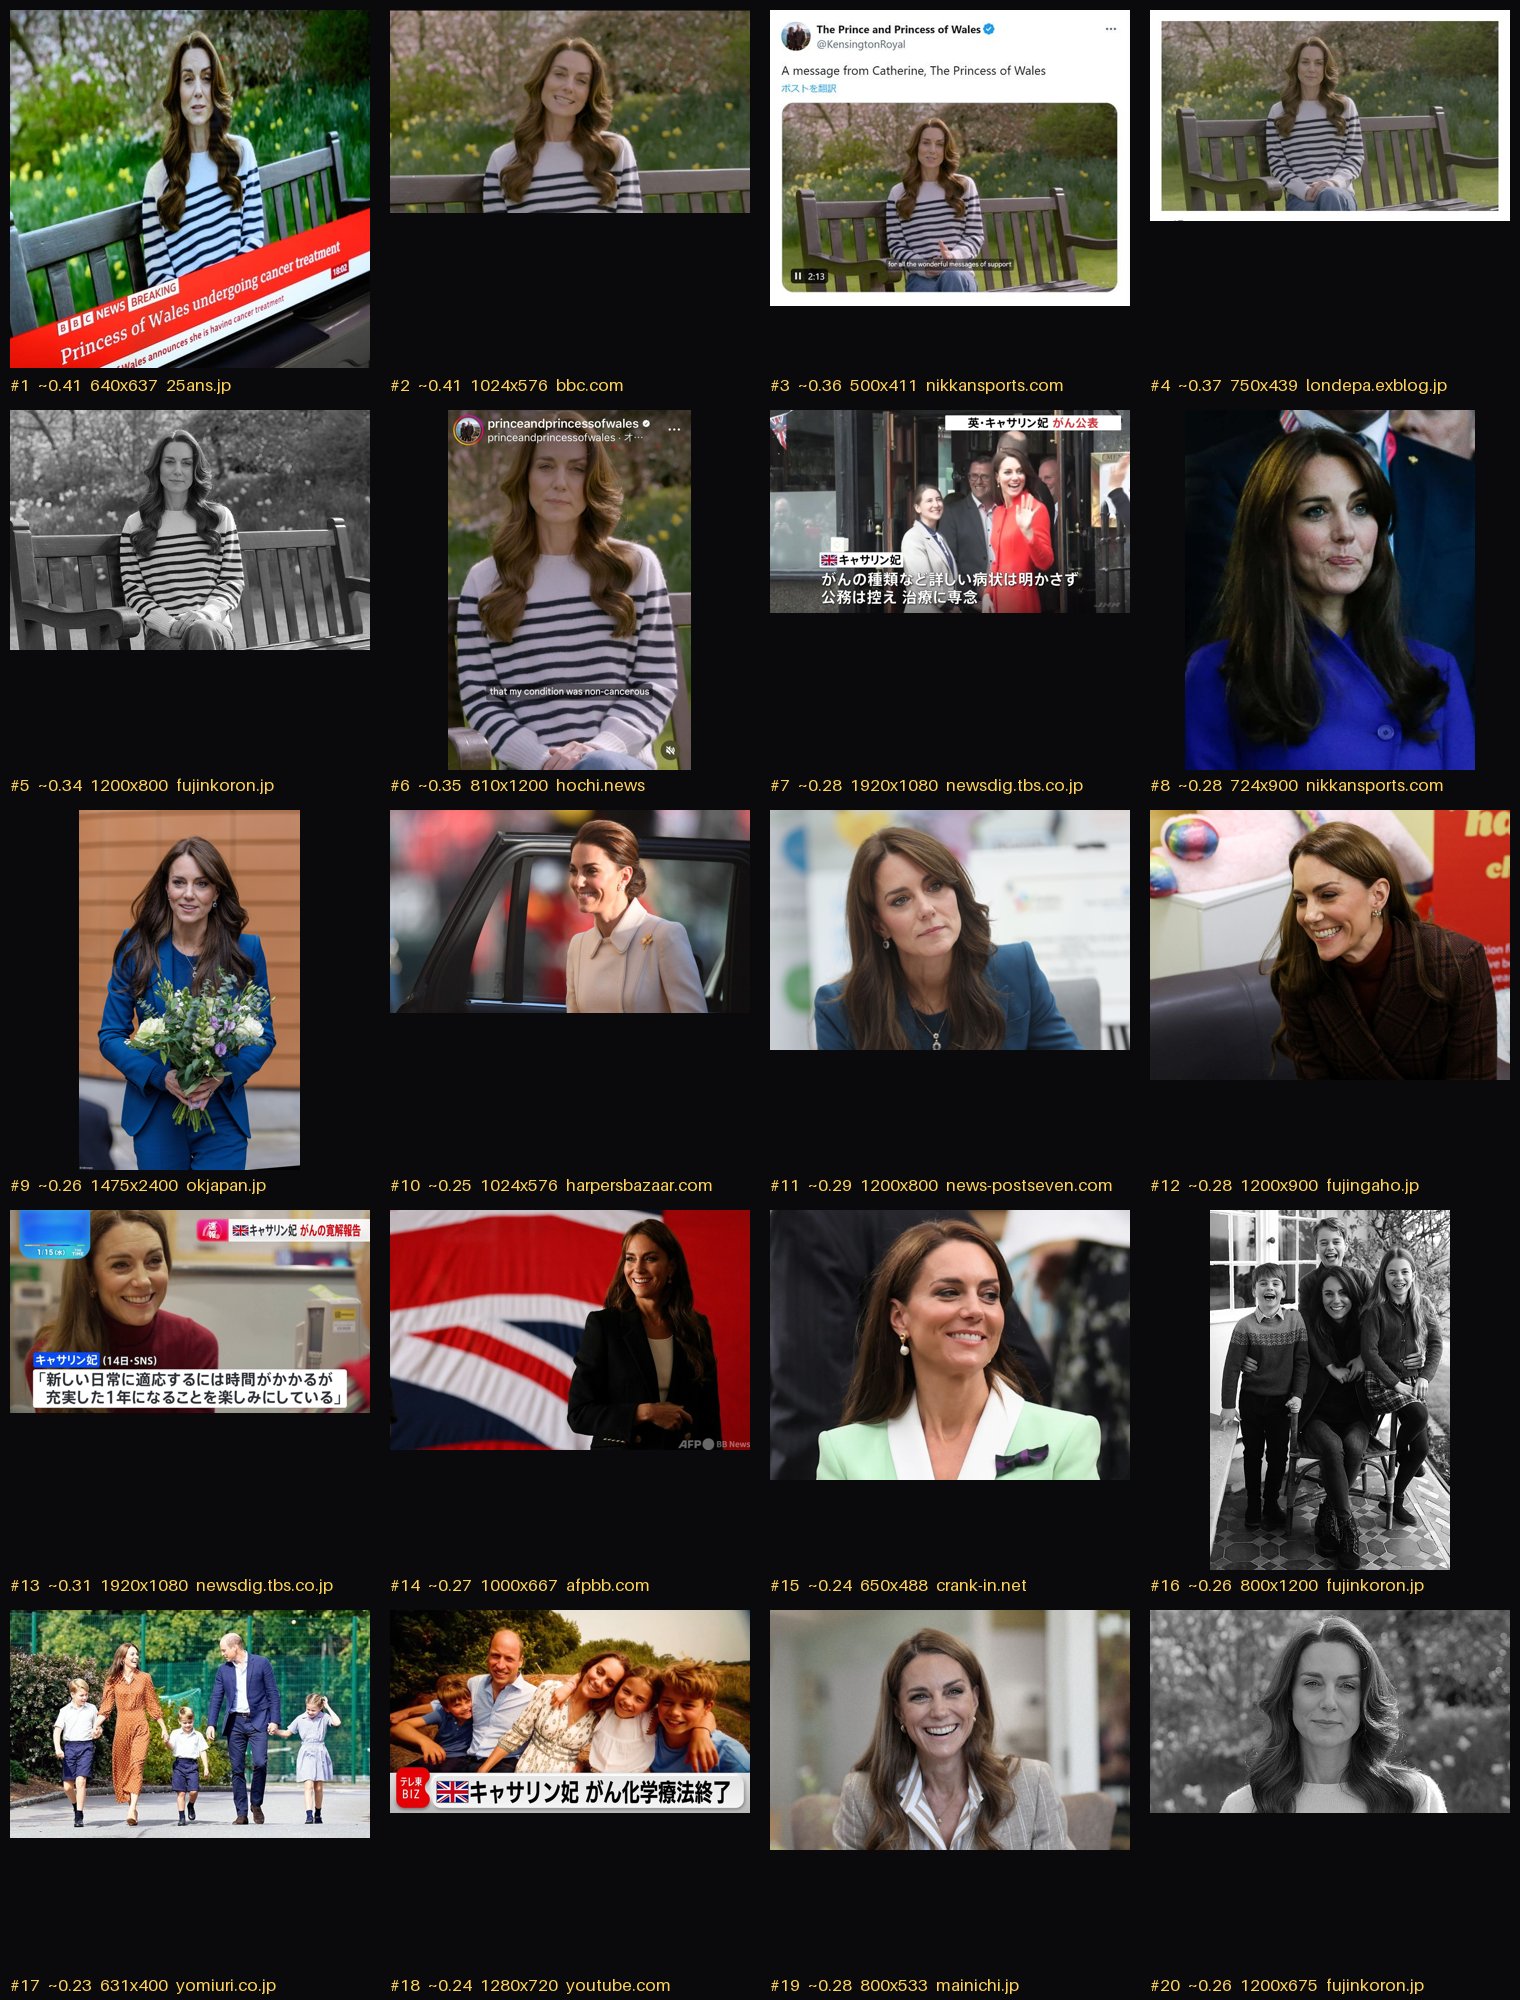 BBC NEWS BREAKING
Princess of Wales undergoing cancer treatment
18:02
Wales announces she is having cancer treatment
The Prince and Princess of Wales
@KensingtonRoyal
A message from Catherine, The Princess of Wales
ポストを翻訳
for all the wonderful messages of support
2:13
#1 ~0.41 640x637 25ans.jp
#2 ~0.41 1024x576 bbc.com
#3 ~0.36 500x411 nikkansports.com
#4 ~0.37 750x439 londepa.exblog.jp
princeandprincessofwales
princeandprincessofwales · オ…
that my condition was non-cancerous
英・キャサリン妃 がん公表
キャサリン妃
がんの種類など詳しい病状は明かさず
公務は控え 治療に専念
#5 ~0.34 1200x800 fujinkoron.jp
#6 ~0.35 810x1200 hochi.news
#7 ~0.28 1920x1080 newsdig.tbs.co.jp
#8 ~0.28 724x900 nikkansports.com
#9 ~0.26 1475x2400 okjapan.jp
#10 ~0.25 1024x576 harpersbazaar.com
#11 ~0.29 1200x800 news-postseven.com
#12 ~0.28 1200x900 fujingaho.jp
1/15(水)
キャサリン妃 がんの寛解報告
キャサリン妃 (14日・SNS)
「新しい日常に適応するには時間がかかるが
充実した1年になることを楽しみにしている」
AFP BB News
#13 ~0.31 1920x1080 newsdig.tbs.co.jp
#14 ~0.27 1000x667 afpbb.com
#15 ~0.24 650x488 crank-in.net
#16 ~0.26 800x1200 fujinkoron.jp
テレ東
BIZ
キャサリン妃 がん化学療法終了
#17 ~0.23 631x400 yomiuri.co.jp
#18 ~0.24 1280x720 youtube.com
#19 ~0.28 800x533 mainichi.jp
#20 ~0.26 1200x675 fujinkoron.jp